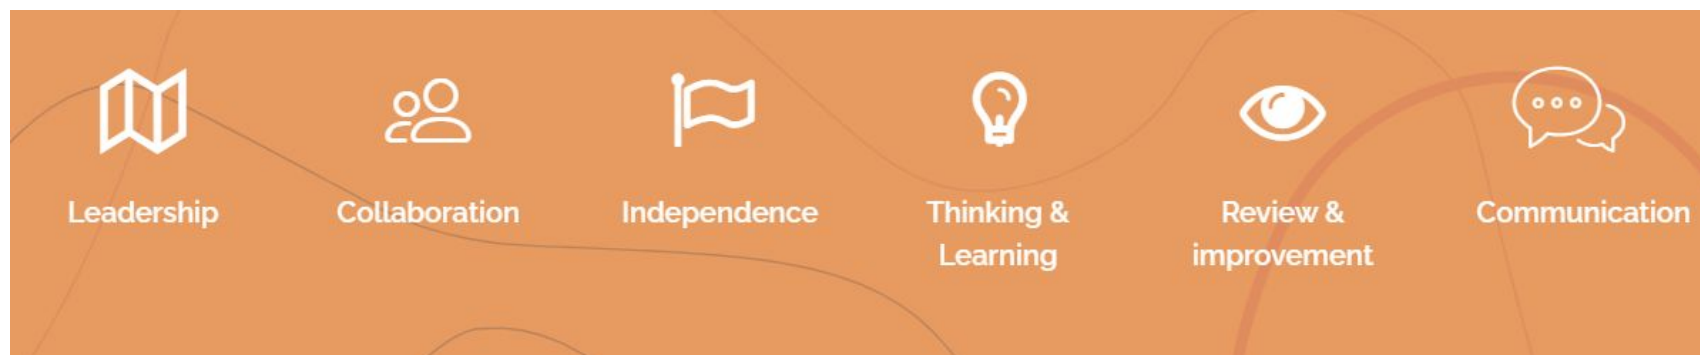 Leadership
Collaboration
Independence
Thinking &
Learning
Review &
improvement
Communication